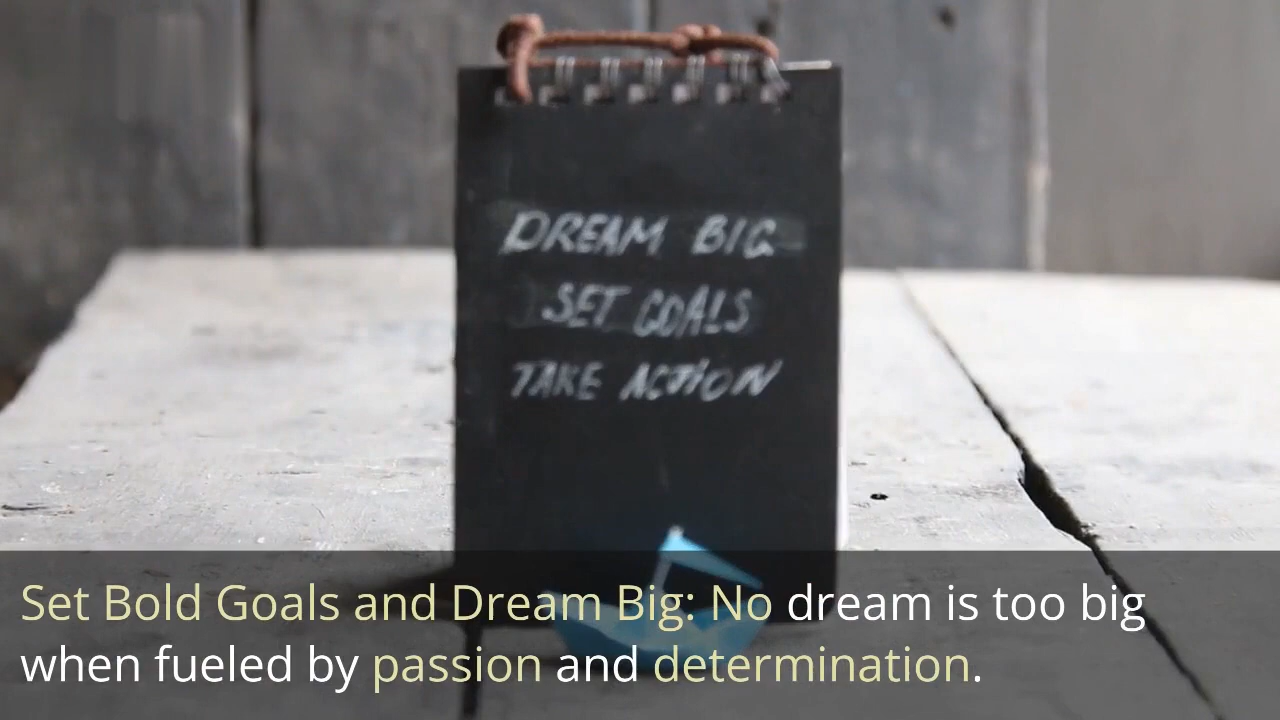 DREAM BIG
SET GOALS
TAKE ACTION
Set Bold Goals and Dream Big: No dream is too big
when fueled by passion and determination.